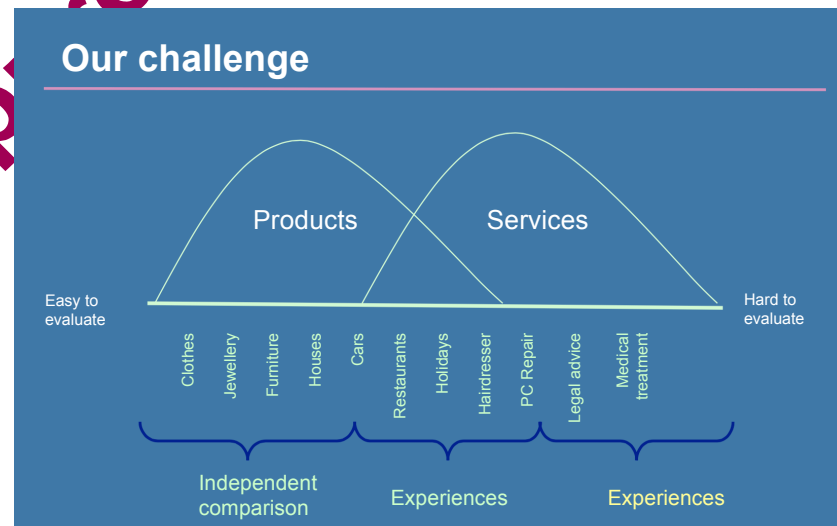 Our challenge
Products
Services
Easy to
evaluate
Hard to
evaluate
Clothes
Jewellery
Furniture
Houses
Cars
Restaurants
Holidays
Hairdresser
PC Repair
Legal advice
Medical
treatment
Independent
comparison
Experiences
Experiences